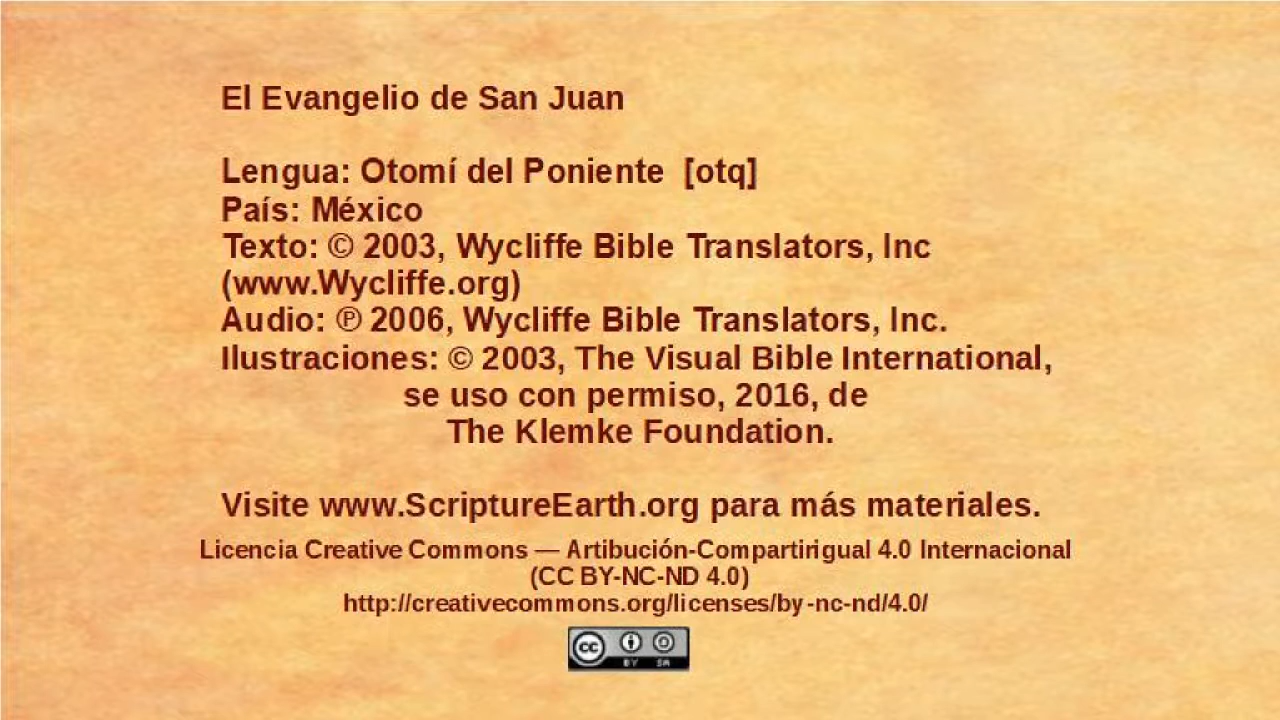 El Evangelio de San Juan
Lengua: Otomí del Poniente [otq]
País: México
Texto: © 2003, Wycliffe Bible Translators, Inc
(www.Wycliffe.org)
Audio: ℗ 2006, Wycliffe Bible Translators, Inc.
Ilustraciones: © 2003, The Visual Bible International,
se uso con permiso, 2016, de
The Klemke Foundation.
Visite www.ScriptureEarth.org para más materiales.
Licencia Creative Commons — Artibución-Compartirigual 4.0 Internacional
(CC BY-NC-ND 4.0)
http://creativecommons.org/licenses/by-nc-nd/4.0/
cc
BY SA